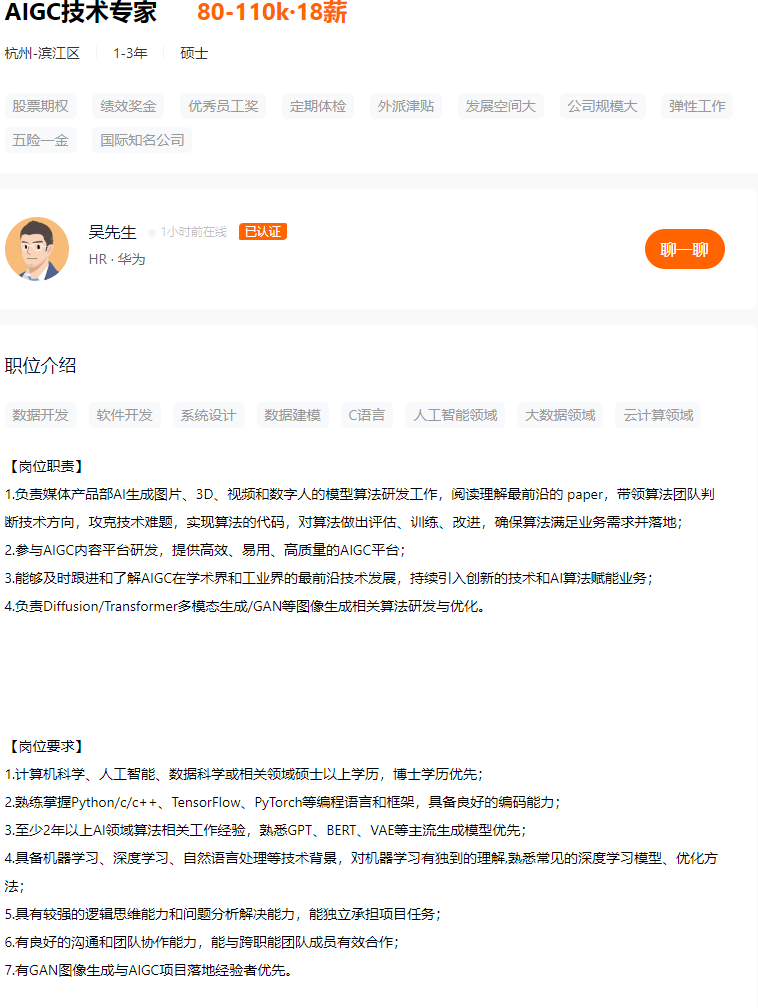 AIGC技术专家 80-110k·18薪
杭州-滨江区 1-3年 硕士
股票期权 绩效奖金 优秀员工奖 定期体检 外派津贴 发展空间大 公司规模大 弹性工作
五险一金 国际知名公司
吴先生 1小时前在线 已认证
HR · 华为
聊一聊
职位介绍
数据开发 软件开发 系统设计 数据建模 C语言 人工智能领域 大数据领域 云计算领域
【岗位职责】
1.负责媒体产品部AI生成图片、3D、视频和数字人的模型算法研发工作，阅读理解最前沿的 paper，带领算法团队判
断技术方向，攻克技术难题，实现算法的代码，对算法做出评估、训练、改进，确保算法满足业务需求并落地；
2.参与AIGC内容平台研发，提供高效、易用、高质量的AIGC平台；
3.能够及时跟进和了解AIGC在学术界和工业界的最前沿技术发展，持续引入创新的技术和AI算法赋能业务；
4.负责Diffusion/Transformer多模态生成/GAN等图像生成相关算法研发与优化。
【岗位要求】
1.计算机科学、人工智能、数据科学或相关领域硕士以上学历，博士学历优先；
2.熟练掌握Python/c/c++、TensorFlow、PyTorch等编程语言和框架，具备良好的编码能力；
3.至少2年以上AI领域算法相关工作经验，熟悉GPT、BERT、VAE等主流生成模型优先；
4.具备机器学习、深度学习、自然语言处理等技术背景，对机器学习有独到的理解,熟悉常见的深度学习模型、优化方
法；
5.具有较强的逻辑思维能力和问题分析解决能力，能独立承担项目任务；
6.有良好的沟通和团队协作能力，能与跨职能团队成员有效合作；
7.有GAN图像生成与AIGC项目落地经验者优先。